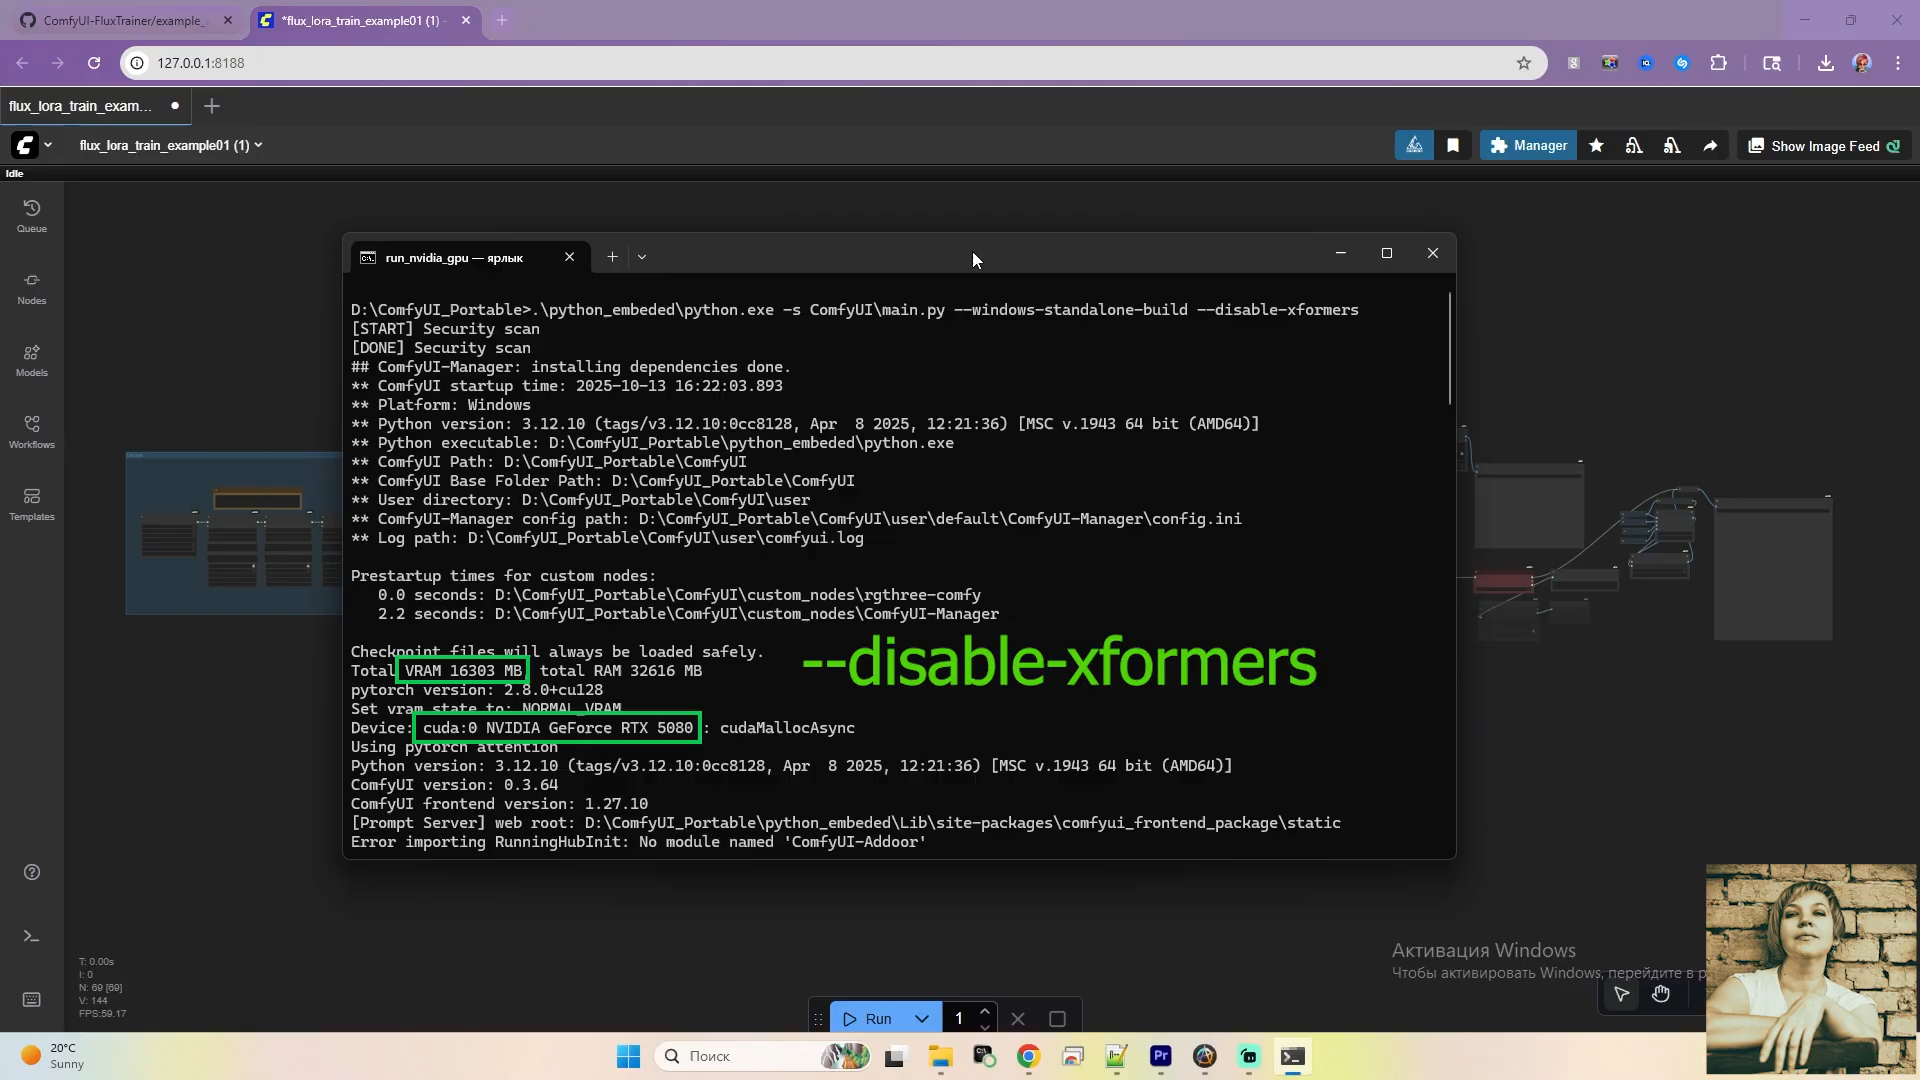 ComfyUI-FluxTrainer/example_
*flux_lora_train_example01 (1) -
127.0.0.1:8188
flux_lora_train_exam...
flux_lora_train_example01 (1)
Manager
Show Image Feed
Idle
Queue
Nodes
Models
Workflows
Templates
run_nvidia_gpu — ярлык
D:\ComfyUI_Portable>.\python_embeded\python.exe -s ComfyUI\main.py --windows-standalone-build --disable-xformers
[START] Security scan
[DONE] Security scan
## ComfyUI-Manager: installing dependencies done.
** ComfyUI startup time: 2025-10-13 16:22:03.893
** Platform: Windows
** Python version: 3.12.10 (tags/v3.12.10:0cc8128, Apr  8 2025, 12:21:36) [MSC v.1943 64 bit (AMD64)]
** Python executable: D:\ComfyUI_Portable\python_embeded\python.exe
** ComfyUI Path: D:\ComfyUI_Portable\ComfyUI
** ComfyUI Base Folder Path: D:\ComfyUI_Portable\ComfyUI
** User directory: D:\ComfyUI_Portable\ComfyUI\user
** ComfyUI-Manager config path: D:\ComfyUI_Portable\ComfyUI\user\default\ComfyUI-Manager\config.ini
** Log path: D:\ComfyUI_Portable\ComfyUI\user\comfyui.log
Prestartup times for custom nodes:
0.0 seconds: D:\ComfyUI_Portable\ComfyUI\custom_nodes\rgthree-comfy
2.2 seconds: D:\ComfyUI_Portable\ComfyUI\custom_nodes\ComfyUI-Manager
Checkpoint files will always be loaded safely.
Total VRAM 16303 MB, total RAM 32616 MB
pytorch version: 2.8.0+cu128
Set vram state to: NORMAL_VRAM
Device: cuda:0 NVIDIA GeForce RTX 5080 : cudaMallocAsync
Using pytorch attention
Python version: 3.12.10 (tags/v3.12.10:0cc8128, Apr  8 2025, 12:21:36) [MSC v.1943 64 bit (AMD64)]
ComfyUI version: 0.3.64
ComfyUI frontend version: 1.27.10
[Prompt Server] web root: D:\ComfyUI_Portable\python_embeded\Lib\site-packages\comfyui_frontend_package\static
Error importing RunningHubInit: No module named 'ComfyUI-Addoor'
--disable-xformers
T: 0.00s
I: 0
N: 69 [69]
V: 144
FPS:59.17
Активация Windows
Чтобы активировать Windows, перейдите в р
Run
1
20°C
Sunny
Поиск